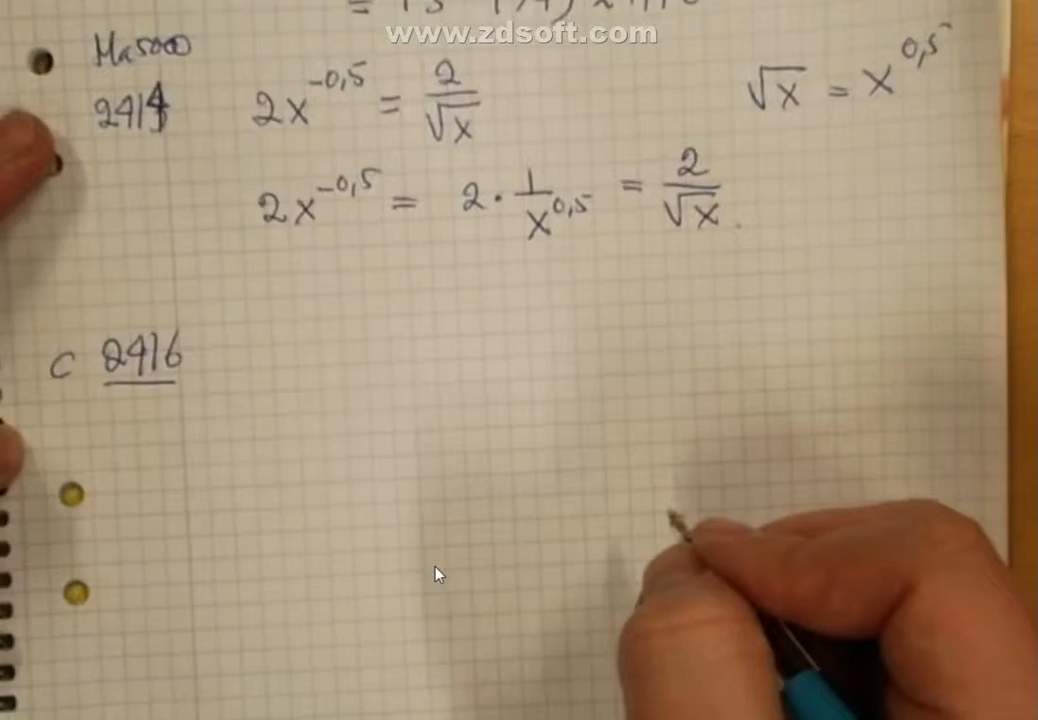 www.zdsoft.com
Ma5000
2414 2x^-0,5 = 2/√x √x = x^0,5
2x^-0,5 = 2 · 1/x^0,5 = 2/√x.
C 2416